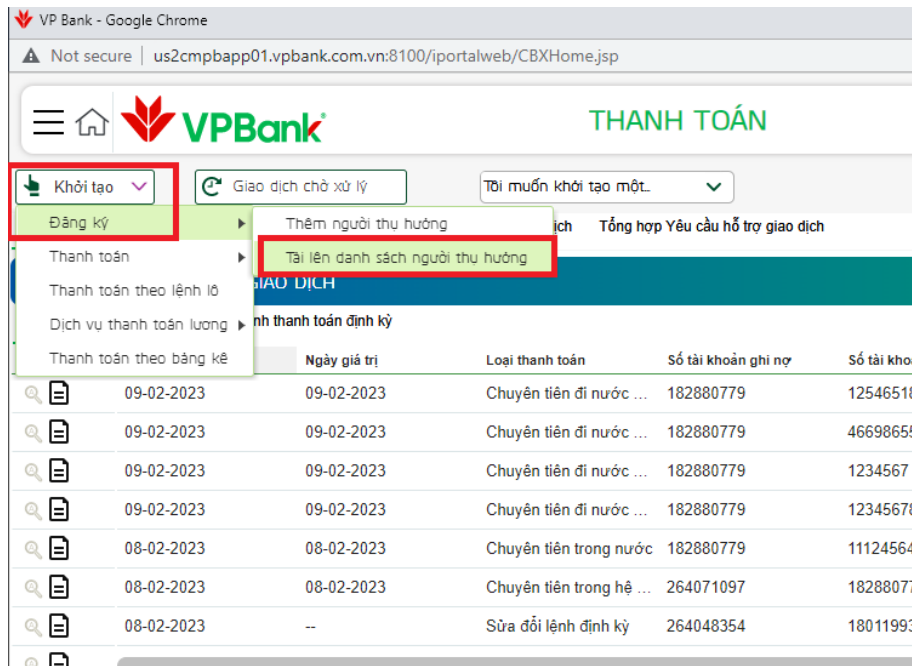 VP Bank - Google Chrome
Not secure | us2cmpbapp01.vpbank.com.vn:8100/iportalweb/CBXHome.jsp
VPBank THANH TOÁN
Khởi tạo Giao dịch chờ xử lý Tôi muốn khởi tạo một...
Đăng ký Thêm người thụ hưởng ịch Tổng hợp Yêu cầu hỗ trợ giao dịch
Thanh toán Tải lên danh sách người thụ hưởng
Thanh toán theo lệnh lô GIAO DỊCH
Dịch vụ thanh toán lương nh thanh toán định kỳ
Thanh toán theo bảng kê Ngày giá trị Loại thanh toán Số tài khoản ghi nợ Số tài kho
09-02-2023 09-02-2023 Chuyển tiền đi nước ... 182880779 12546518
09-02-2023 09-02-2023 Chuyển tiền đi nước ... 182880779 46698655
09-02-2023 09-02-2023 Chuyển tiền đi nước ... 182880779 1234567
09-02-2023 09-02-2023 Chuyển tiền đi nước ... 182880779 12345678
08-02-2023 08-02-2023 Chuyển tiền trong nước 182880779 11124564
08-02-2023 08-02-2023 Chuyển tiền trong hệ ... 264071097 1828807
08-02-2023 -- Sửa đổi lệnh định kỳ 264048354 18011993